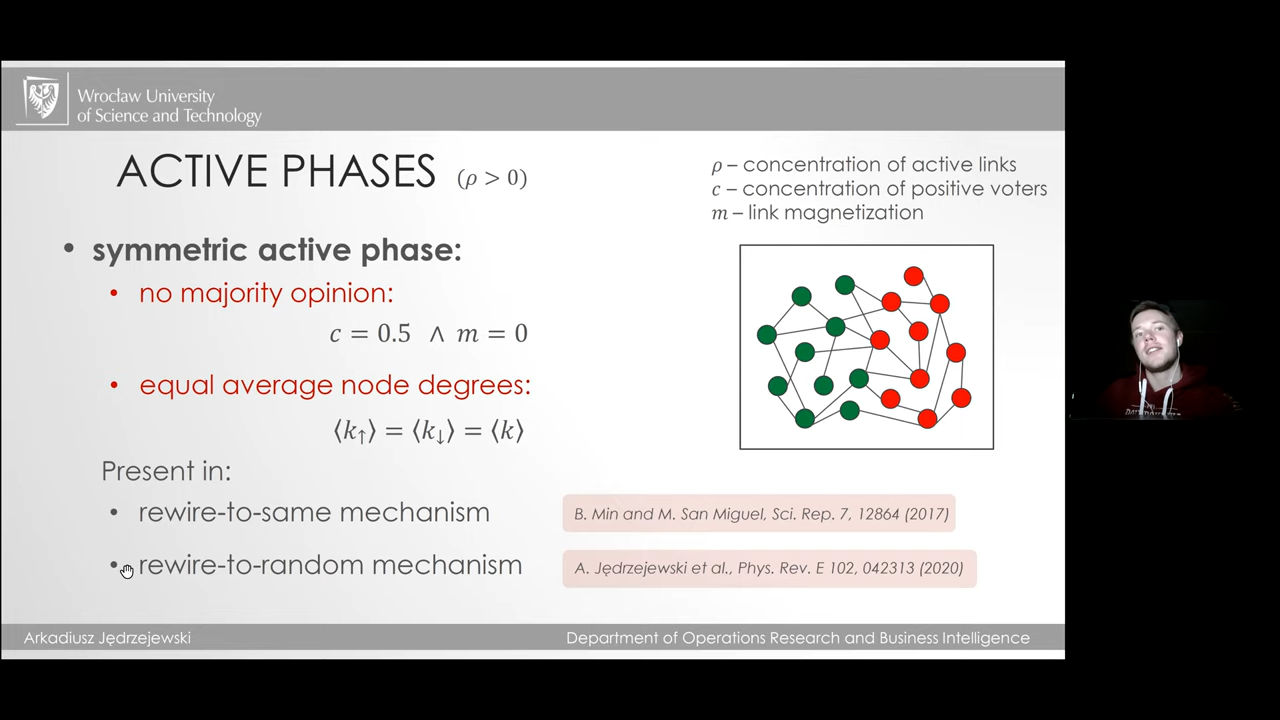 Wrocław University
of Science and Technology
ACTIVE PHASES (ρ > 0)
ρ – concentration of active links
c – concentration of positive voters
m – link magnetization
• symmetric active phase:
• no majority opinion:
c = 0.5 ∧ m = 0
• equal average node degrees:
⟨k↑⟩ = ⟨k↓⟩ = ⟨k⟩
Present in:
• rewire-to-same mechanism
B. Min and M. San Miguel, Sci. Rep. 7, 12864 (2017)
• rewire-to-random mechanism
A. Jędrzejewski et al., Phys. Rev. E 102, 042313 (2020)
Arkadiusz Jędrzejewski
Department of Operations Research and Business Intelligence